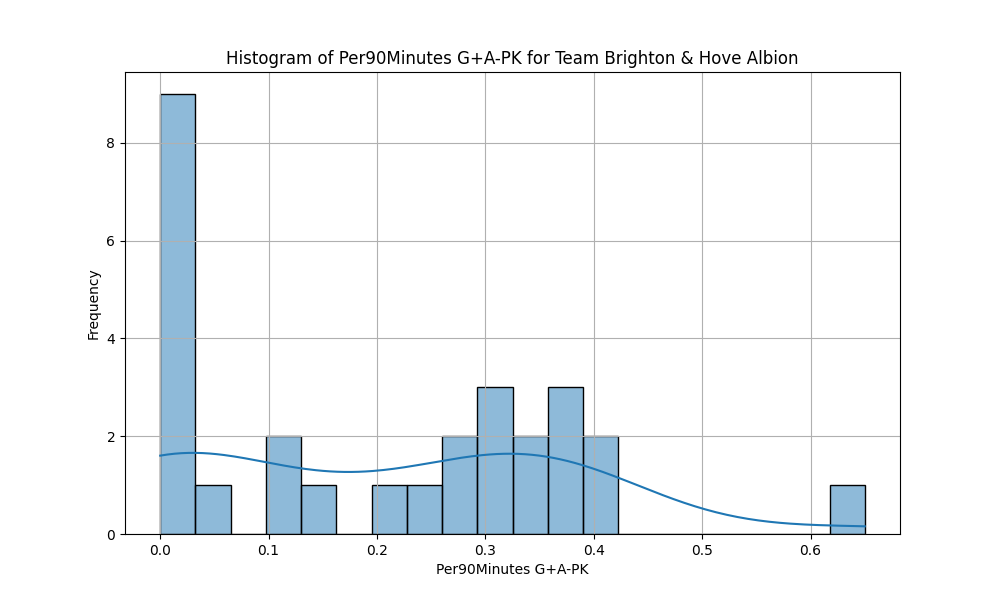 Histogram of Per90Minutes G+A-PK for Team Brighton & Hove Albion
Frequency
8
6
4
2
0
0.0 0.1 0.2 0.3 0.4 0.5 0.6
Per90Minutes G+A-PK